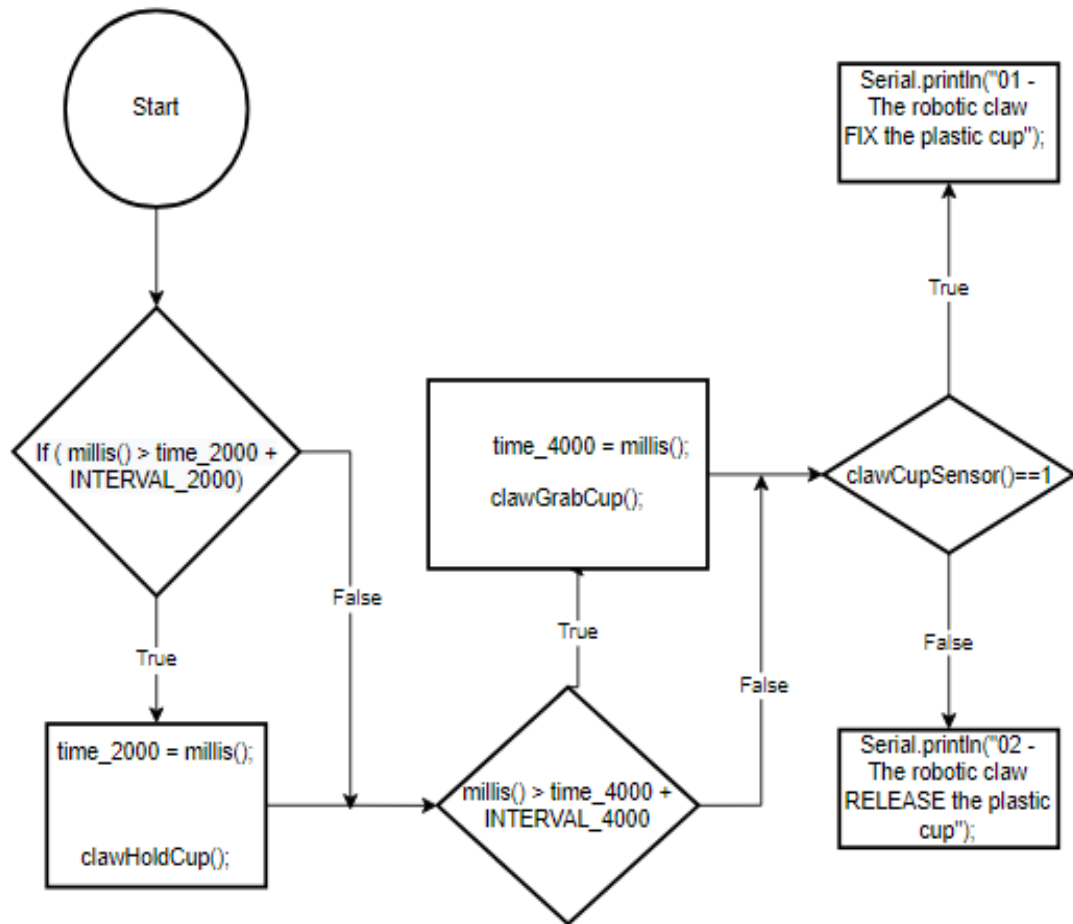 Start
If ( millis() > time_2000 +
INTERVAL_2000)
True
False
time_2000 = millis();
clawHoldCup();
millis() > time_4000 +
INTERVAL_4000
True
False
time_4000 = millis();
clawGrabCup();
clawCupSensor()==1
True
Serial.println("01 -
The robotic claw
FIX the plastic cup");
False
Serial.println("02 -
The robotic claw
RELEASE the plastic
cup");